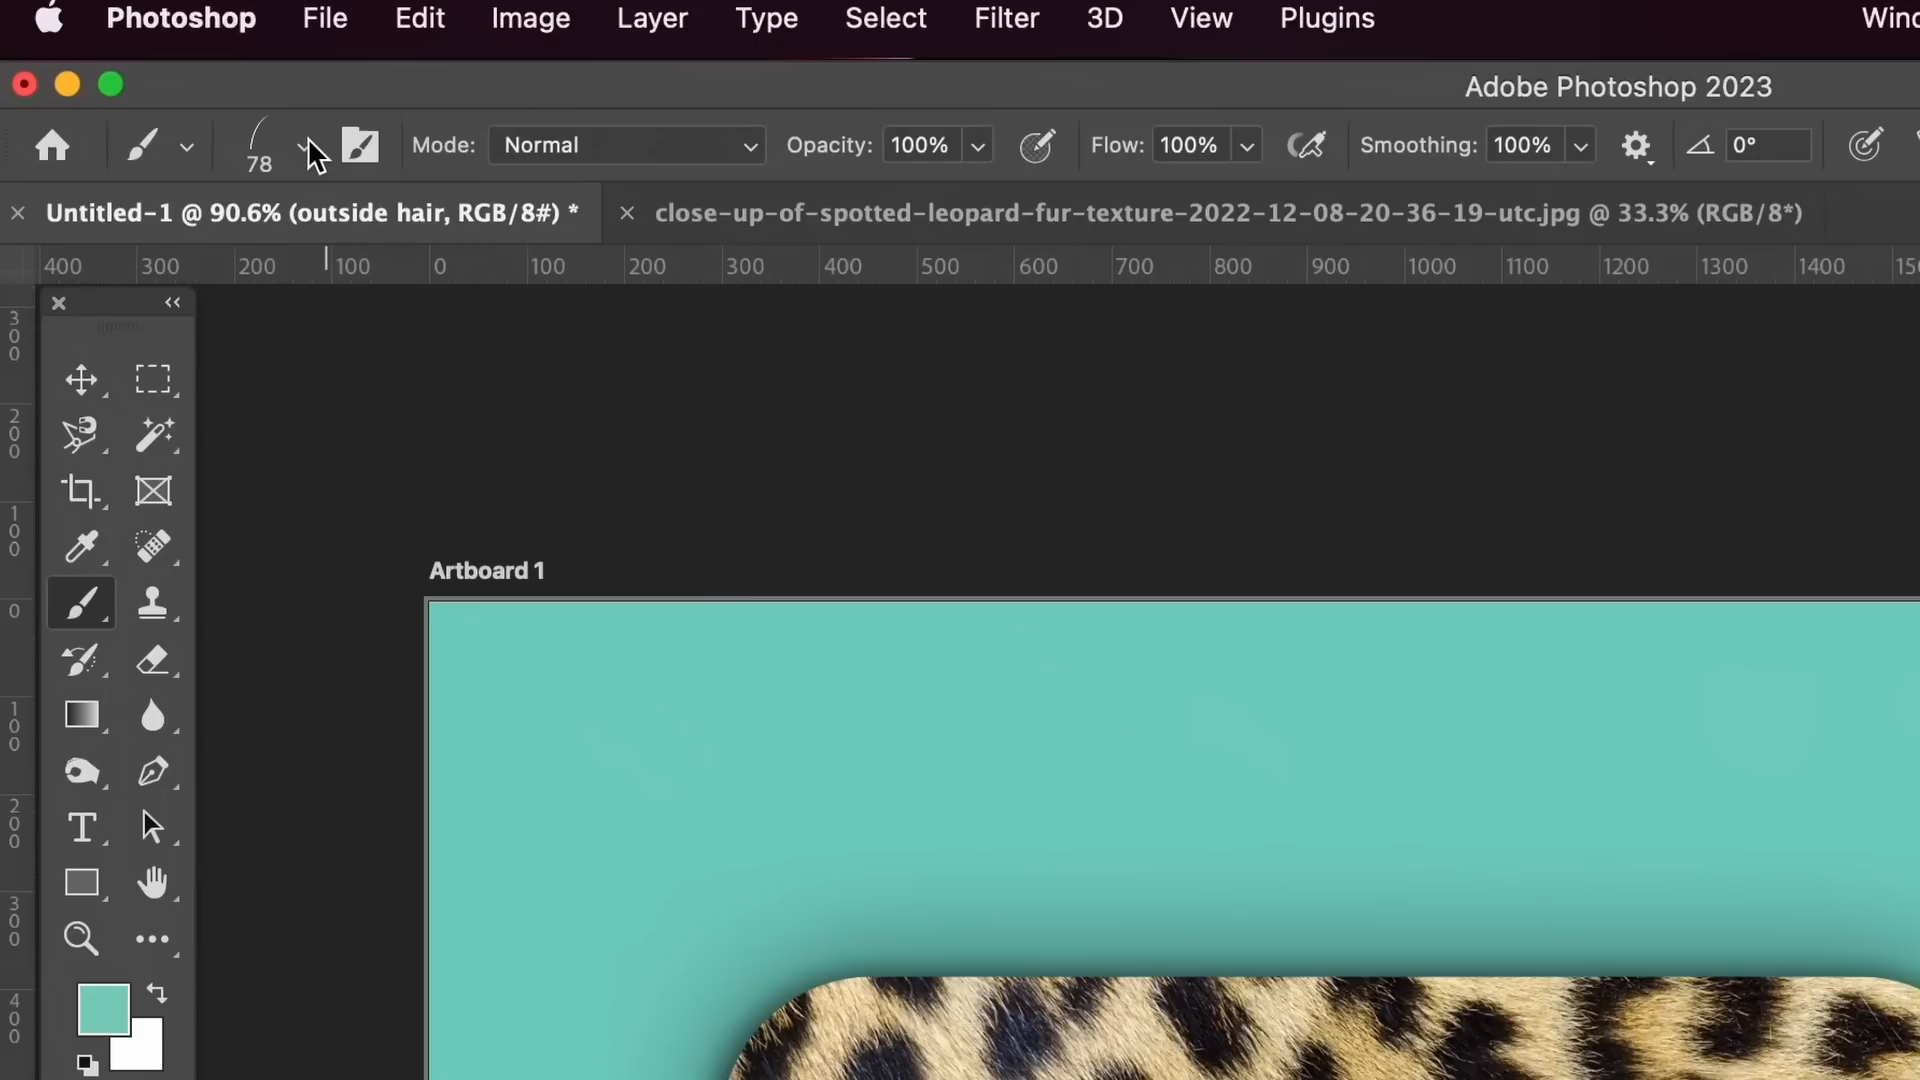 Photoshop File Edit Image Layer Type Select Filter 3D View Plugins
Adobe Photoshop 2023
78 Mode: Normal Opacity: 100% Flow: 100% Smoothing: 100% 0°
Untitled-1 @ 90.6% (outside hair, RGB/8#) * close-up-of-spotted-leopard-fur-texture-2022-12-08-20-36-19-utc.jpg @ 33.3% (RGB/8*)
400 300 200 100 0 100 200 300 400 500 600 700 800 900 1000 1100 1200 1300 1400
300
200
100
0
100
200
300
400
Artboard 1